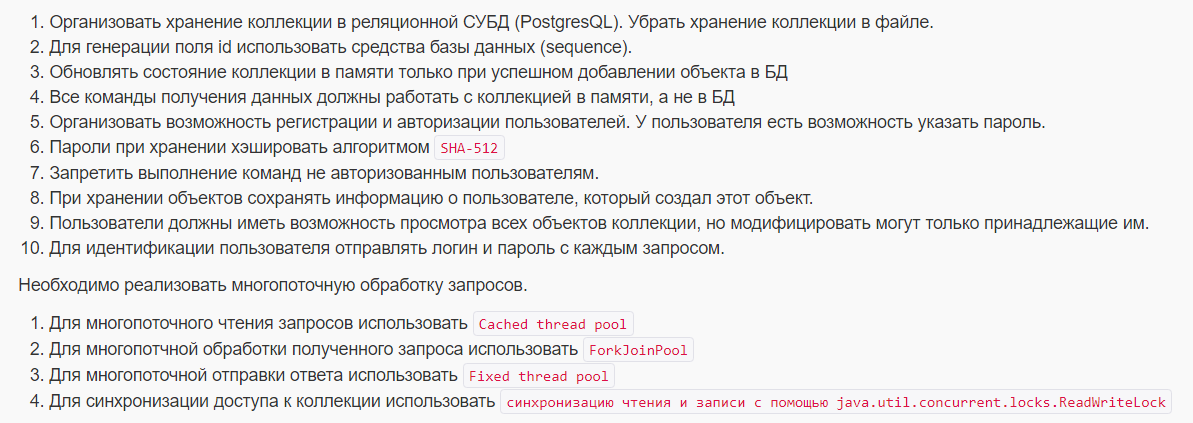 1. Организовать хранение коллекции в реляционной СУБД (PostgresQL). Убрать хранение коллекции в файле.
2. Для генерации поля id использовать средства базы данных (sequence).
3. Обновлять состояние коллекции в памяти только при успешном добавлении объекта в БД
4. Все команды получения данных должны работать с коллекцией в памяти, а не в БД
5. Организовать возможность регистрации и авторизации пользователей. У пользователя есть возможность указать пароль.
6. Пароли при хранении хэшировать алгоритмом SHA-512
7. Запретить выполнение команд не авторизованным пользователям.
8. При хранении объектов сохранять информацию о пользователе, который создал этот объект.
9. Пользователи должны иметь возможность просмотра всех объектов коллекции, но модифицировать могут только принадлежащие им.
10. Для идентификации пользователя отправлять логин и пароль с каждым запросом.
Необходимо реализовать многопоточную обработку запросов.
1. Для многопоточного чтения запросов использовать Cached thread pool
2. Для многопотчной обработки полученного запроса использовать ForkJoinPool
3. Для многопоточной отправки ответа использовать Fixed thread pool
4. Для синхронизации доступа к коллекции использовать синхронизацию чтения и записи с помощью java.util.concurrent.locks.ReadWriteLock